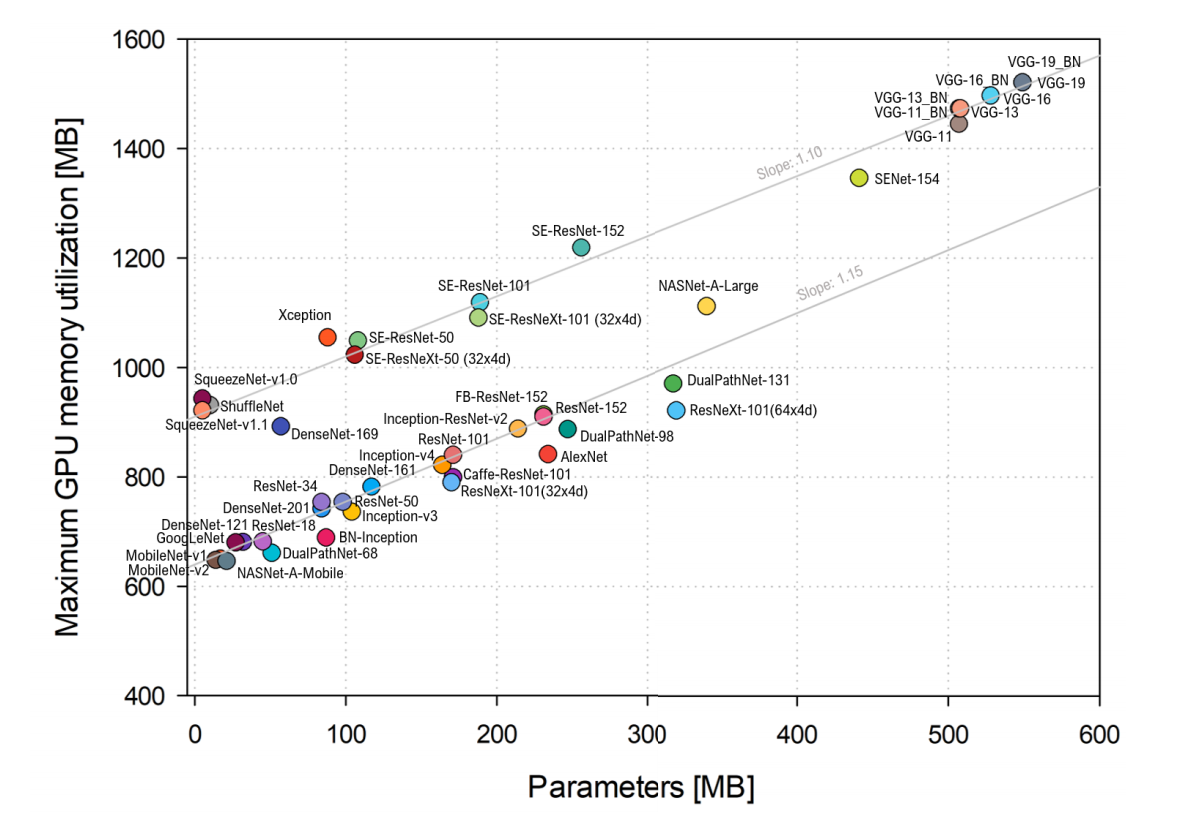 1600
VGG-19_BN
VGG-16_BN
VGG-19
VGG-13_BN
VGG-16
VGG-11_BN
VGG-13
VGG-11
1400
Slope: 1.10
SENet-154
SE-ResNet-152
1200
Slope: 1.15
SE-ResNet-101
NASNet-A-Large
Xception
SE-ResNeXt-101 (32x4d)
SE-ResNet-50
SE-ResNeXt-50 (32x4d)
1000
SqueezeNet-v1.0
DualPathNet-131
FB-ResNet-152
ShuffleNet
ResNet-152
ResNeXt-101(64x4d)
SqueezeNet-v1.1
Inception-ResNet-v2
DenseNet-169
ResNet-101
DualPathNet-98
Inception-v4
AlexNet
DenseNet-161
Caffe-ResNet-101
800
ResNet-34
ResNeXt-101(32x4d)
DenseNet-201
ResNet-50
Inception-v3
DenseNet-121
ResNet-18
GoogLeNet
BN-Inception
MobileNet-v1
DualPathNet-68
MobileNet-v2
NASNet-A-Mobile
600
400
Maximum GPU memory utilization [MB]
0
100
200
300
400
500
600
Parameters [MB]